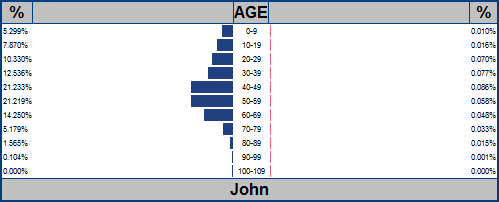 % AGE %
5.299% 0-9 0.010%
7.870% 10-19 0.016%
10.330% 20-29 0.070%
12.536% 30-39 0.077%
21.233% 40-49 0.086%
21.219% 50-59 0.058%
14.250% 60-69 0.048%
5.179% 70-79 0.033%
1.565% 80-89 0.015%
0.104% 90-99 0.001%
0.000% 100-109 0.000%
John